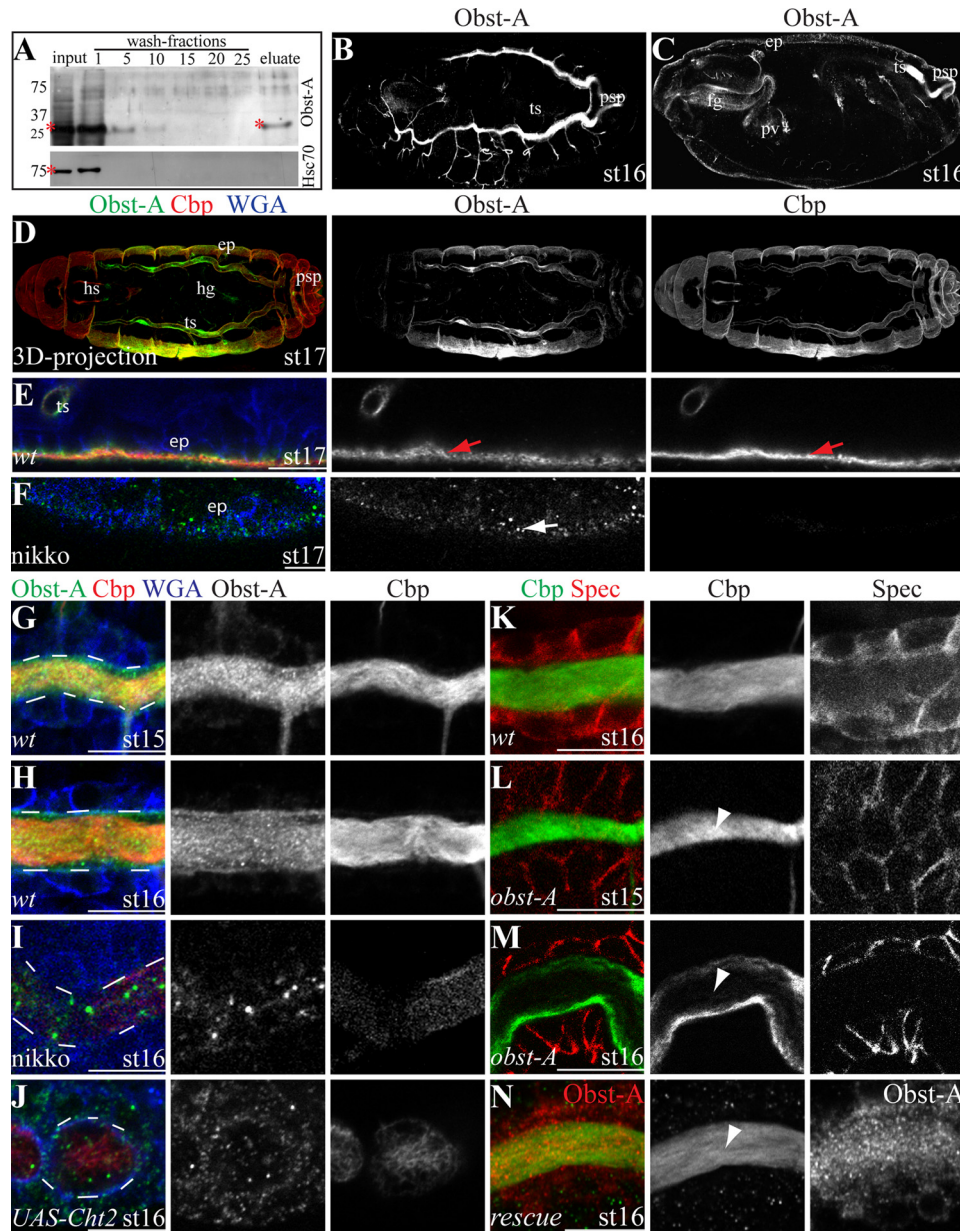 A
wash-fractions
input 1 5 10 15 20 25 eluate
75
37
25
*
*
Obst-A
75
*
Hsc70
Obst-A
B
ts
psp
st16
Obst-A
C
ep
ts
psp
fg
pv
st16
Obst-A Cbp WGA
Obst-A
Cbp
D
ep
psp
hs
hg
ts
3D-projection
st17
E
ts
ep
wt
st17
F
ep
nikko
st17
Obst-A Cbp WGA
Obst-A
Cbp
Cbp Spec
Cbp
Spec
G
wt
st15
K
wt
st16
H
wt
st16
L
obst-A
st15
I
nikko
st16
M
obst-A
st16
J
UAS-Cht2
st16
N
Obst-A
Obst-A
rescue
st16